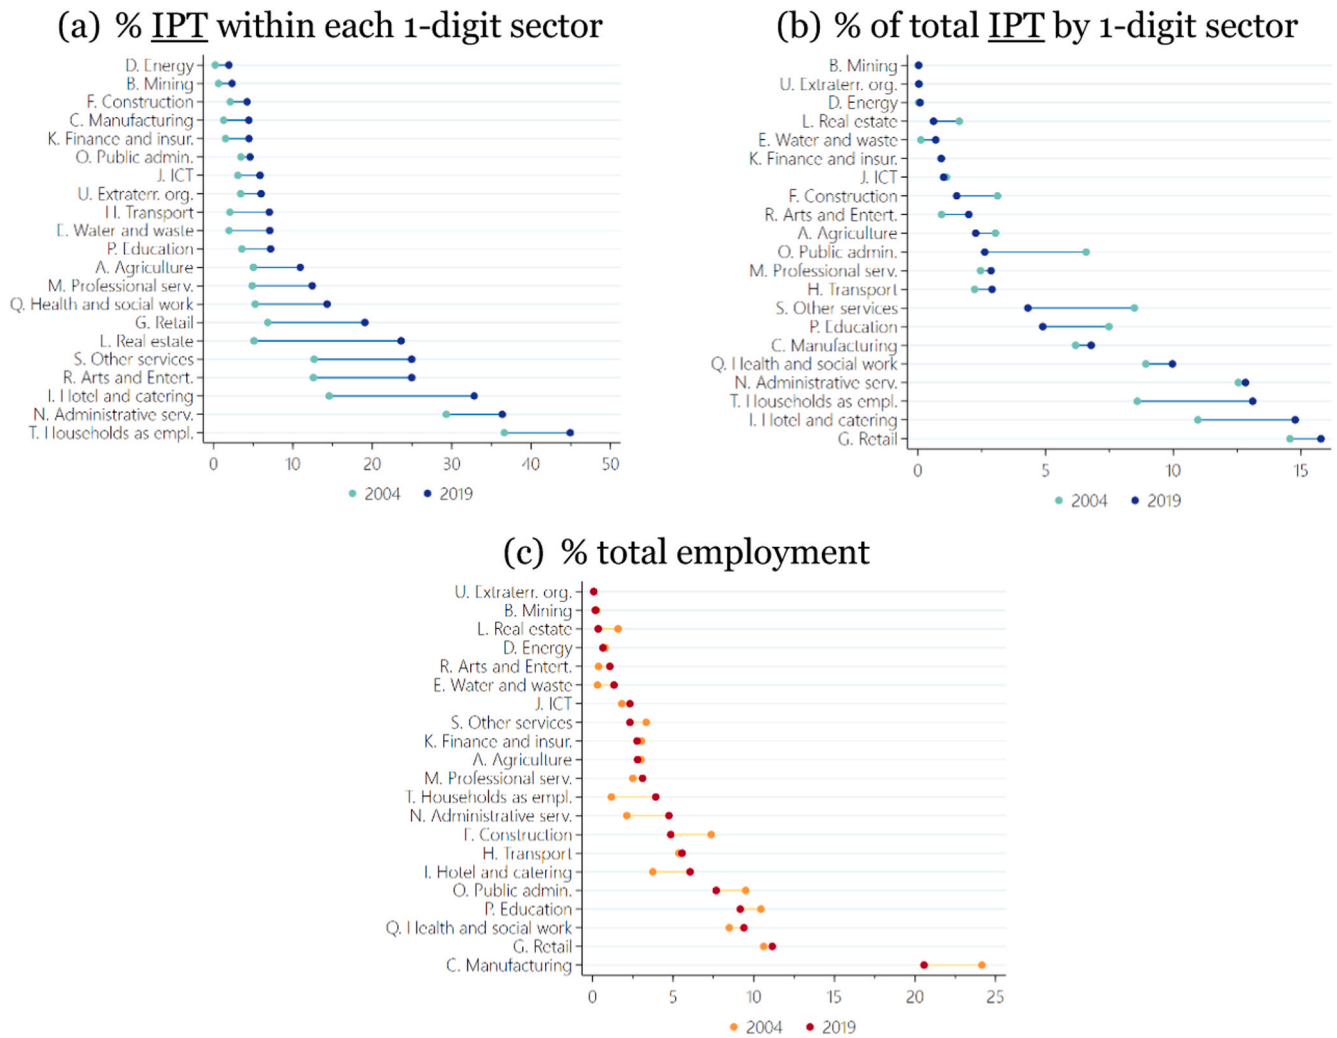 (a) % IPT within each 1-digit sector
D. Energy
B. Mining
F. Construction
C. Manufacturing
K. Finance and insur.
O. Public admin.
J. ICT
U. Extraterr. org.
H. Transport
E. Water and waste
P. Education
A. Agriculture
M. Professional serv.
Q. Health and social work
G. Retail
L. Real estate
S. Other services
R. Arts and Entert.
I. Hotel and catering
N. Administrative serv.
T. Households as empl.
0 10 20 30 40 50
2004 2019
(b) % of total IPT by 1-digit sector
B. Mining
U. Extraterr. org.
D. Energy
L. Real estate
E. Water and waste
K. Finance and insur.
J. ICT
F. Construction
R. Arts and Entert.
A. Agriculture
O. Public admin.
M. Professional serv.
H. Transport
S. Other services
P. Education
C. Manufacturing
Q. Health and social work
N. Administrative serv.
T. Households as empl.
I. Hotel and catering
G. Retail
0 5 10 15
2004 2019
(c) % total employment
U. Extraterr. org.
B. Mining
L. Real estate
D. Energy
R. Arts and Entert.
E. Water and waste
J. ICT
S. Other services
K. Finance and insur.
A. Agriculture
M. Professional serv.
T. Households as empl.
N. Administrative serv.
F. Construction
H. Transport
I. Hotel and catering
O. Public admin.
P. Education
Q. Health and social work
G. Retail
C. Manufacturing
0 5 10 15 20 25
2004 2019